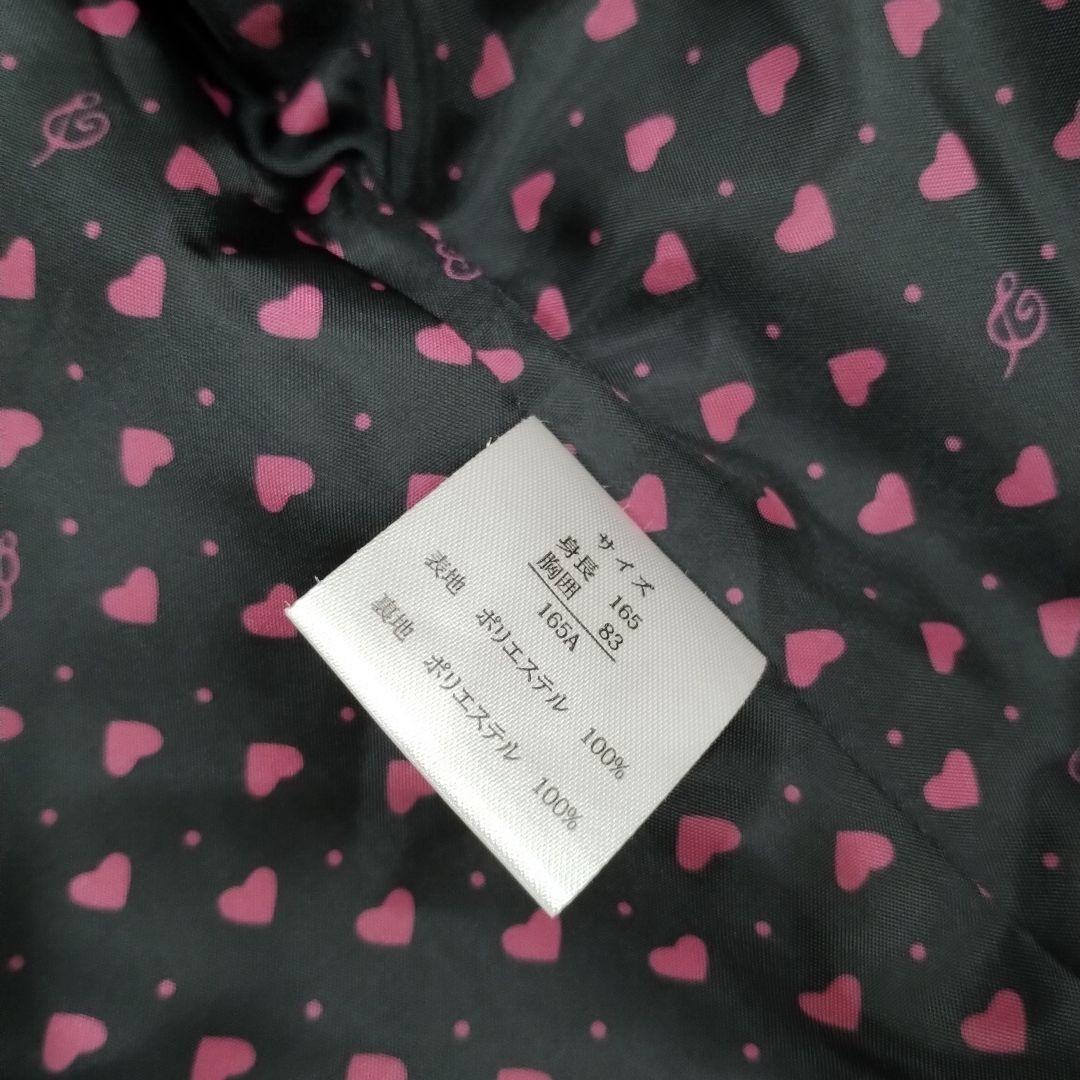 サイズ
身長 165
胸囲 83
165A
表地 ポリエステル 100%
裏地 ポリエステル 100%